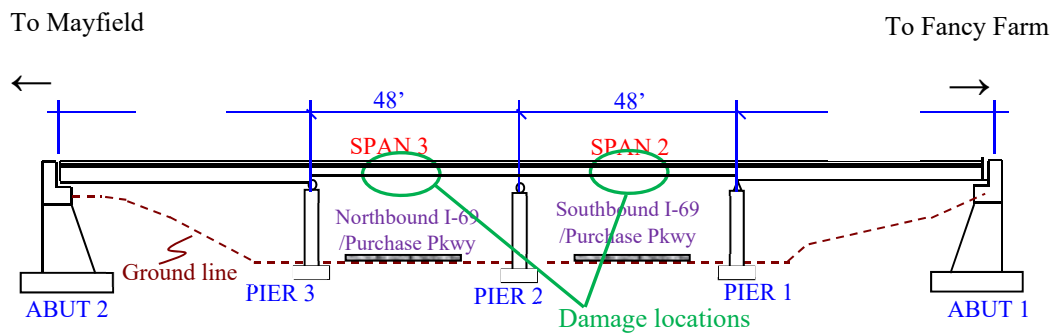 To Mayfield
To Fancy Farm
48’
48’
SPAN 3
SPAN 2
Northbound I-69
/Purchase Pkwy
Southbound I-69
/Purchase Pkwy
Ground line
ABUT 2
PIER 3
PIER 2
PIER 1
ABUT 1
Damage locations